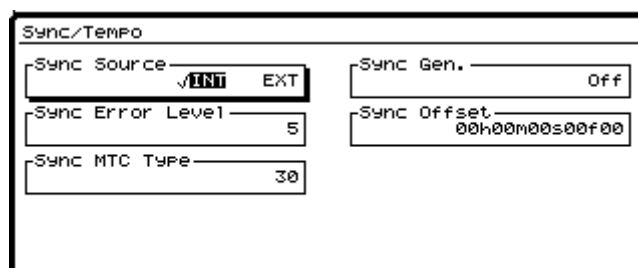 Sync/Tempo
Sync Source
√INT EXT
Sync Gen.
Off
Sync Error Level
5
Sync Offset
00h00m00s00f00
Sync MTC Type
30